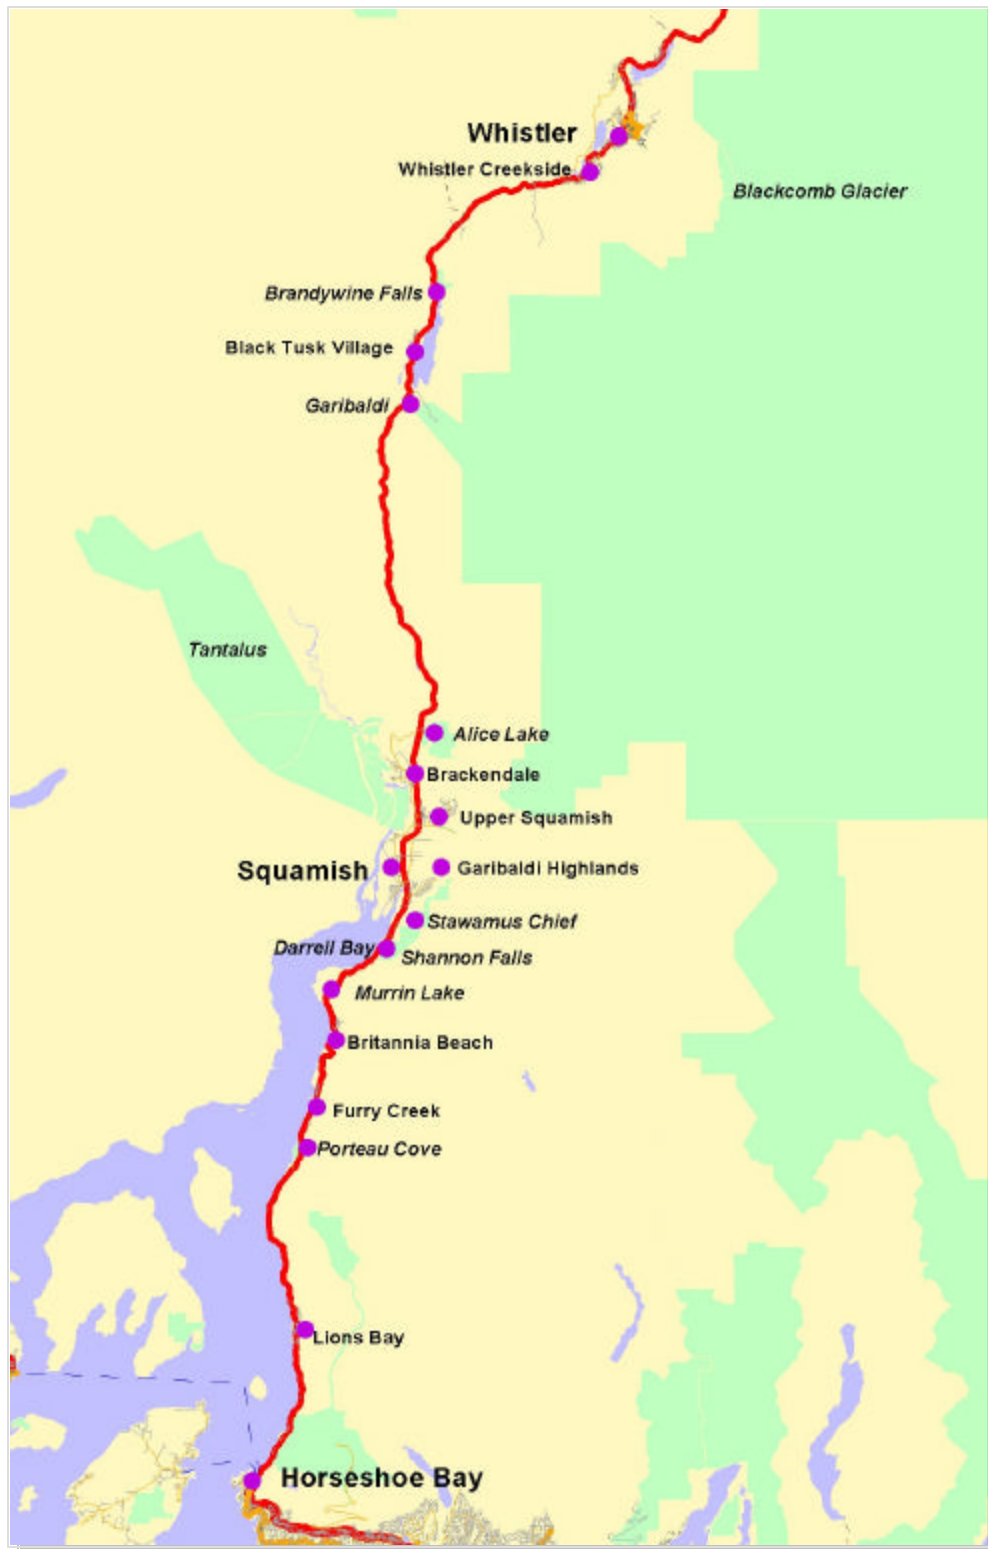 Whistler
Whistler Creekside
Blackcomb Glacier
Brandywine Falls
Black Tusk Village
Garibaldi
Tantalus
Alice Lake
Brackendale
Upper Squamish
Squamish
Garibaldi Highlands
Stawamus Chief
Darrell Bay
Shannon Falls
Murrin Lake
Britannia Beach
Furry Creek
Porteau Cove
Lions Bay
Horseshoe Bay